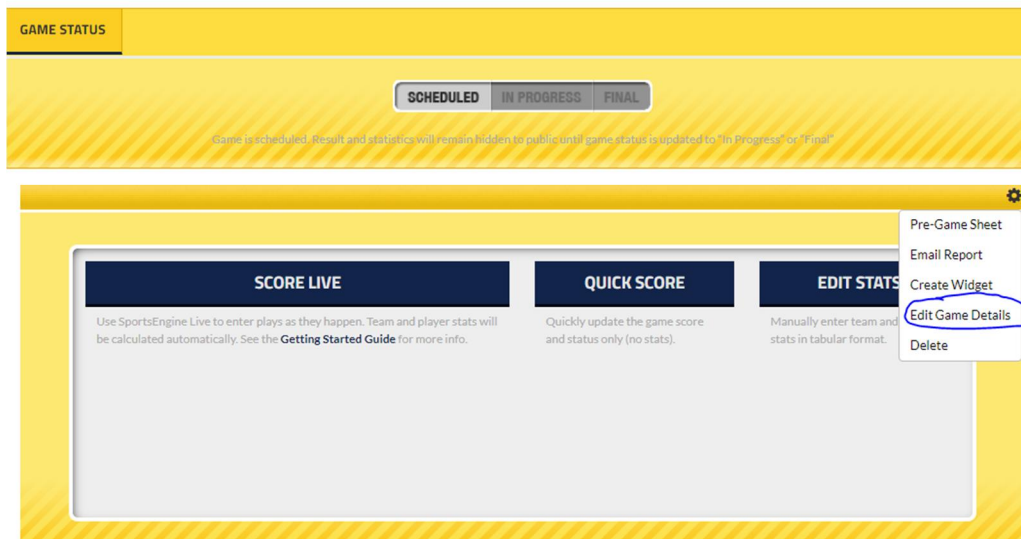 GAME STATUS
SCHEDULED IN PROGRESS FINAL
Game is scheduled. Result and statistics will remain hidden to public until game status is updated to "In Progress" or "Final"
Pre-Game Sheet
Email Report
Create Widget
Edit Game Details
Delete
SCORE LIVE
Use SportsEngine Live to enter plays as they happen. Team and player stats will
be calculated automatically. See the Getting Started Guide for more info.
QUICK SCORE
Quickly update the game score
and status only (no stats).
EDIT STATS
Manually enter team and
stats in tabular format.